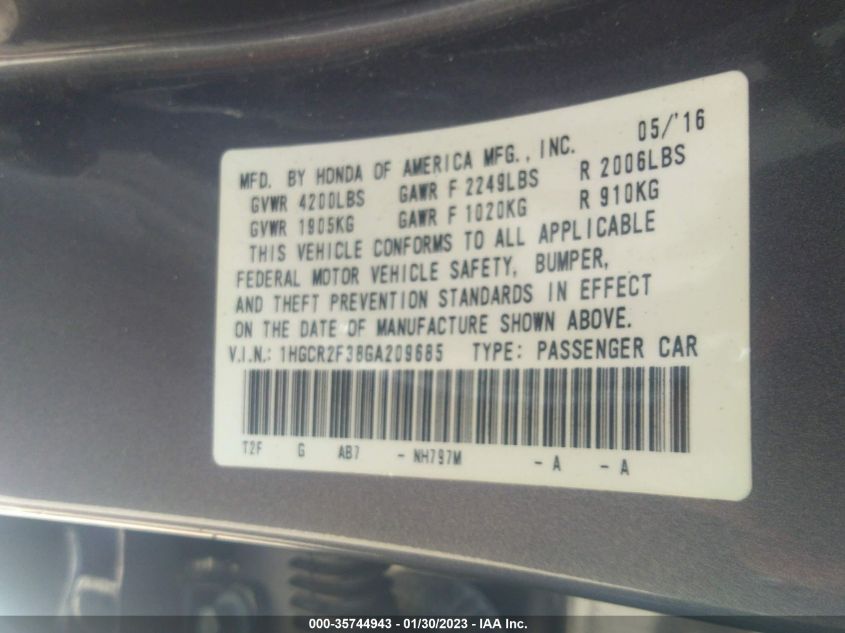 05/'16
MFD. BY HONDA OF AMERICA MFG., INC.
GVWR 4200LBS GAWR F 2249LBS R 2006LBS
GVWR 1905KG GAWR F 1020KG R 910KG
THIS VEHICLE CONFORMS TO ALL APPLICABLE
FEDERAL MOTOR VEHICLE SAFETY, BUMPER,
AND THEFT PREVENTION STANDARDS IN EFFECT
ON THE DATE OF MANUFACTURE SHOWN ABOVE.
V.I.N.: 1HGCR2F38GA209685 TYPE: PASSENGER CAR
T2F G AB7 - NH797M - A - A
000-35744943 / 01/30/2023 - IAA Inc.